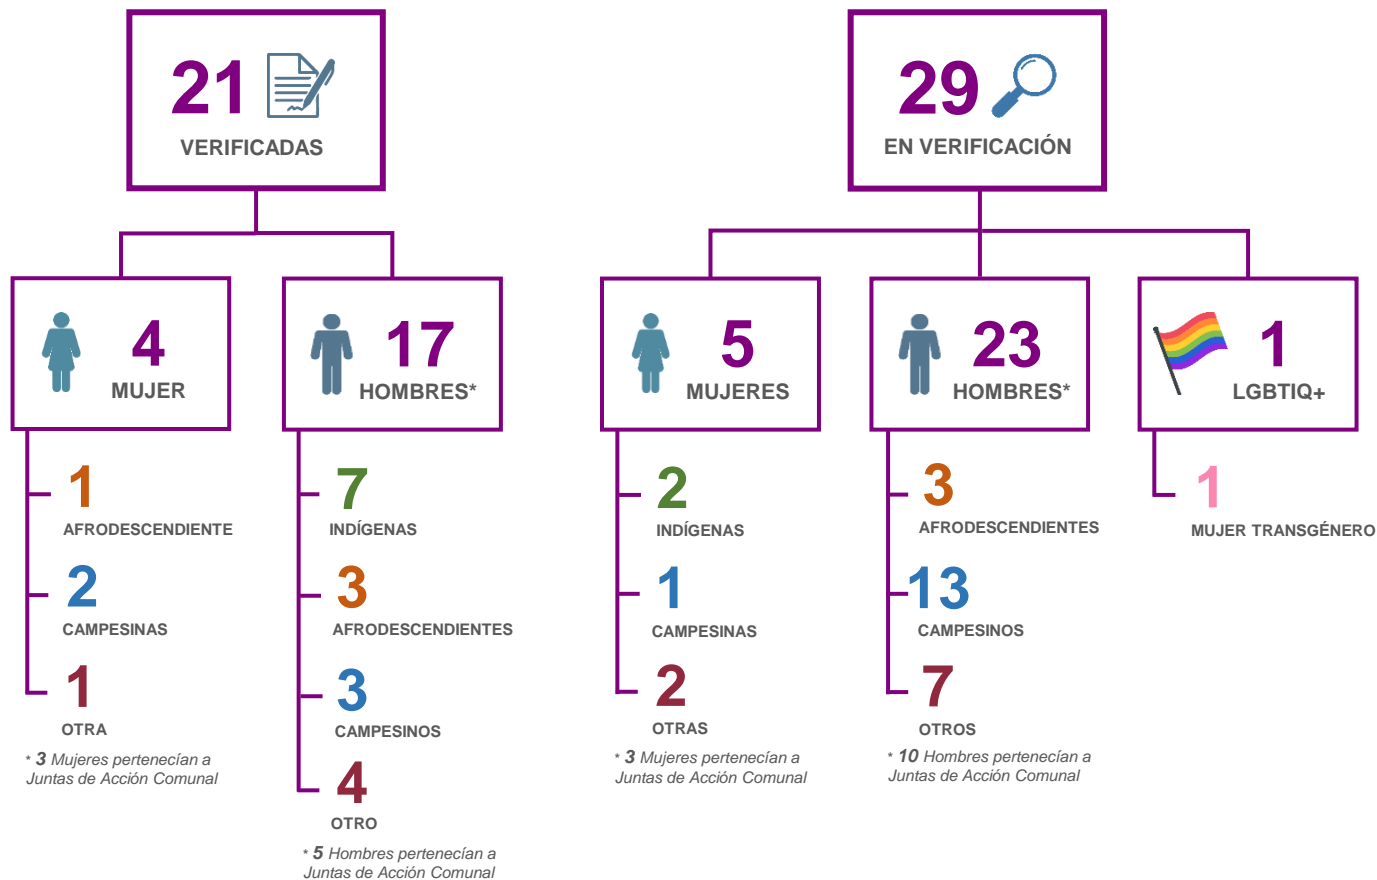 21
VERIFICADAS
4
MUJER
1
AFRODESCENDIENTE
2
CAMPESINAS
1
OTRA
* 3 Mujeres pertenecían a
Juntas de Acción Comunal
17
HOMBRES*
7
INDÍGENAS
3
AFRODESCENDIENTES
3
CAMPESINOS
4
OTRO
* 5 Hombres pertenecían a
Juntas de Acción Comunal
29
EN VERIFICACIÓN
5
MUJERES
2
INDÍGENAS
1
CAMPESINAS
2
OTRAS
* 3 Mujeres pertenecían a
Juntas de Acción Comunal
23
HOMBRES*
3
AFRODESCENDIENTES
13
CAMPESINOS
7
OTROS
* 10 Hombres pertenecían a
Juntas de Acción Comunal
1
LGBTIQ+
1
MUJER TRANSGÉNERO